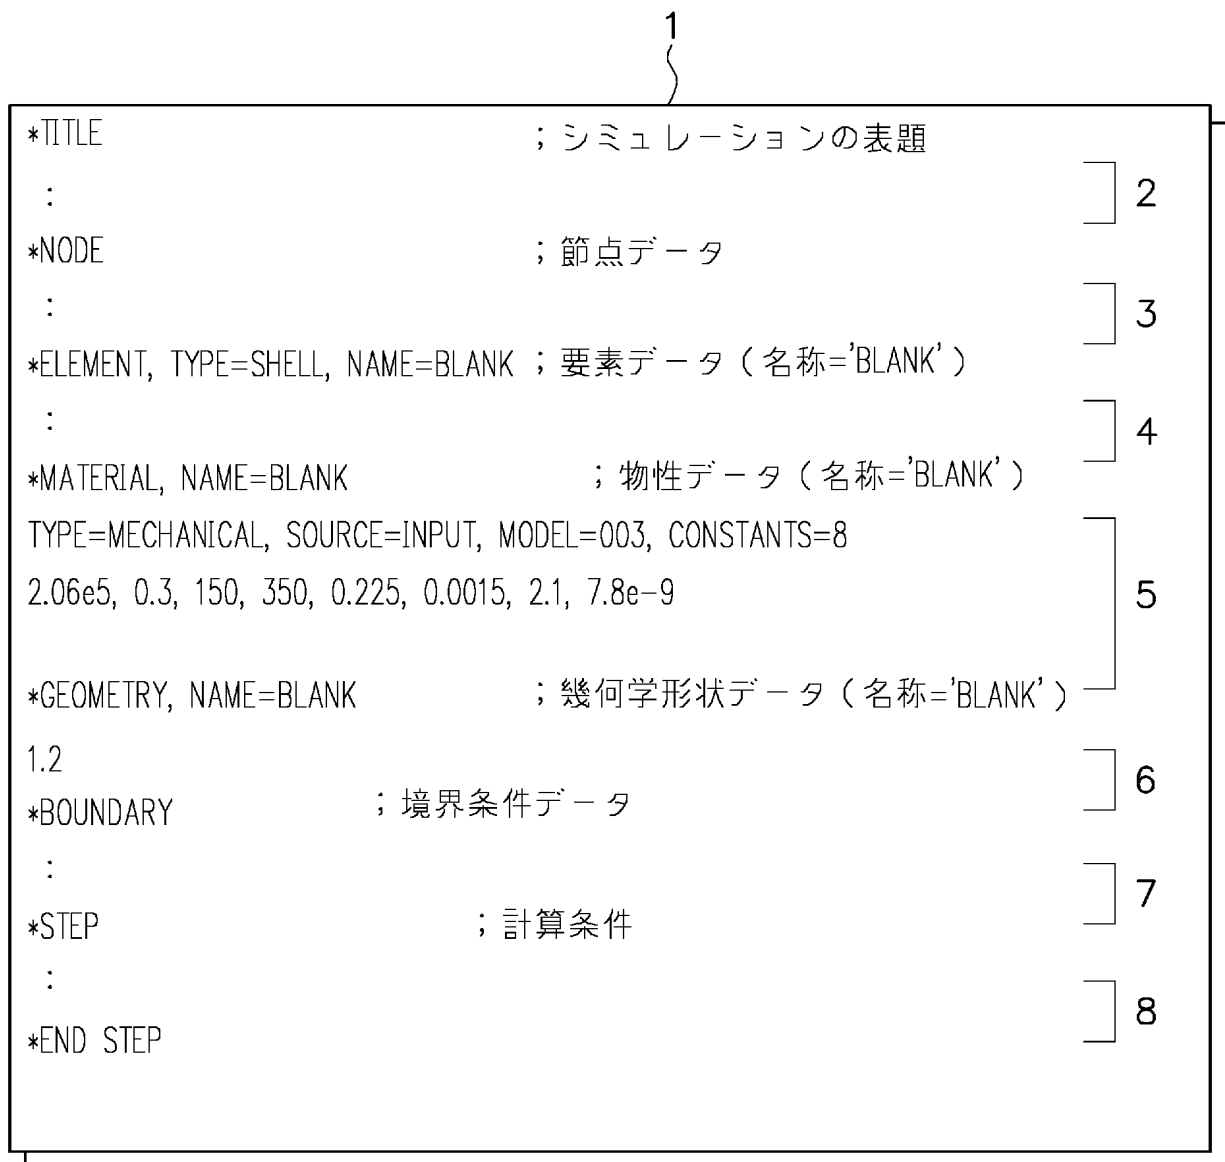 1
*TITLE ; シミュレーションの表題
: 2
*NODE ; 節点データ
: 3
*ELEMENT, TYPE=SHELL, NAME=BLANK ; 要素データ(名称='BLANK')
: 4
*MATERIAL, NAME=BLANK ; 物性データ(名称='BLANK')
TYPE=MECHANICAL, SOURCE=INPUT, MODEL=003, CONSTANTS=8
2.06e5, 0.3, 150, 350, 0.225, 0.0015, 2.1, 7.8e-9 5
*GEOMETRY, NAME=BLANK ; 幾何学形状データ(名称='BLANK')
1.2 6
*BOUNDARY ; 境界条件データ
: 7
*STEP ; 計算条件
: 8
*END STEP